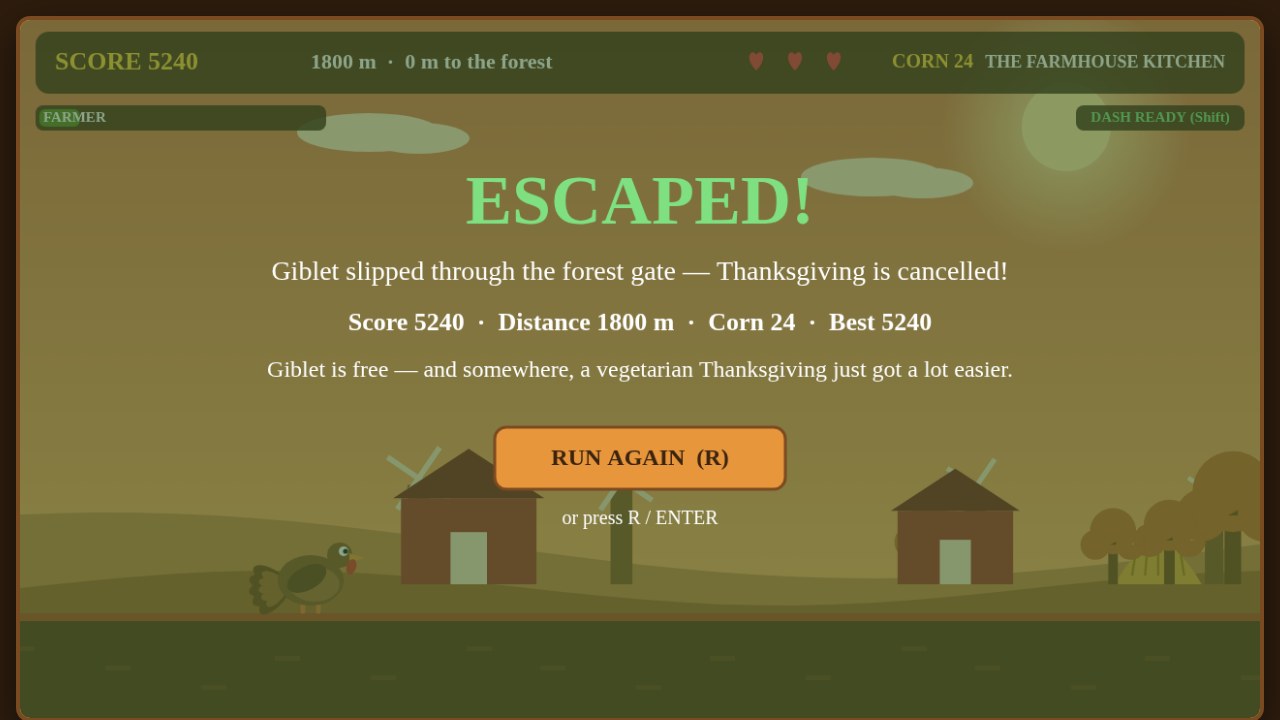 SCORE 5240 1800 m · 0 m to the forest CORN 24 THE FARMHOUSE KITCHEN
FARMER DASH READY (Shift)
ESCAPED!
Giblet slipped through the forest gate — Thanksgiving is cancelled!
Score 5240 · Distance 1800 m · Corn 24 · Best 5240
Giblet is free — and somewhere, a vegetarian Thanksgiving just got a lot easier.
RUN AGAIN (R)
or press R / ENTER